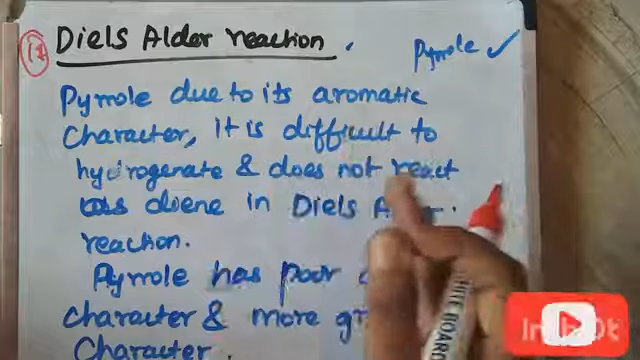 17
Diels Alder reaction.
Pyrrole ✓
Pyrrole due to its aromatic
character, it is difficult to
hydrogenate & does not react
as diene in Diels
reaction.
Pyrrole has poor
character & more
Character.